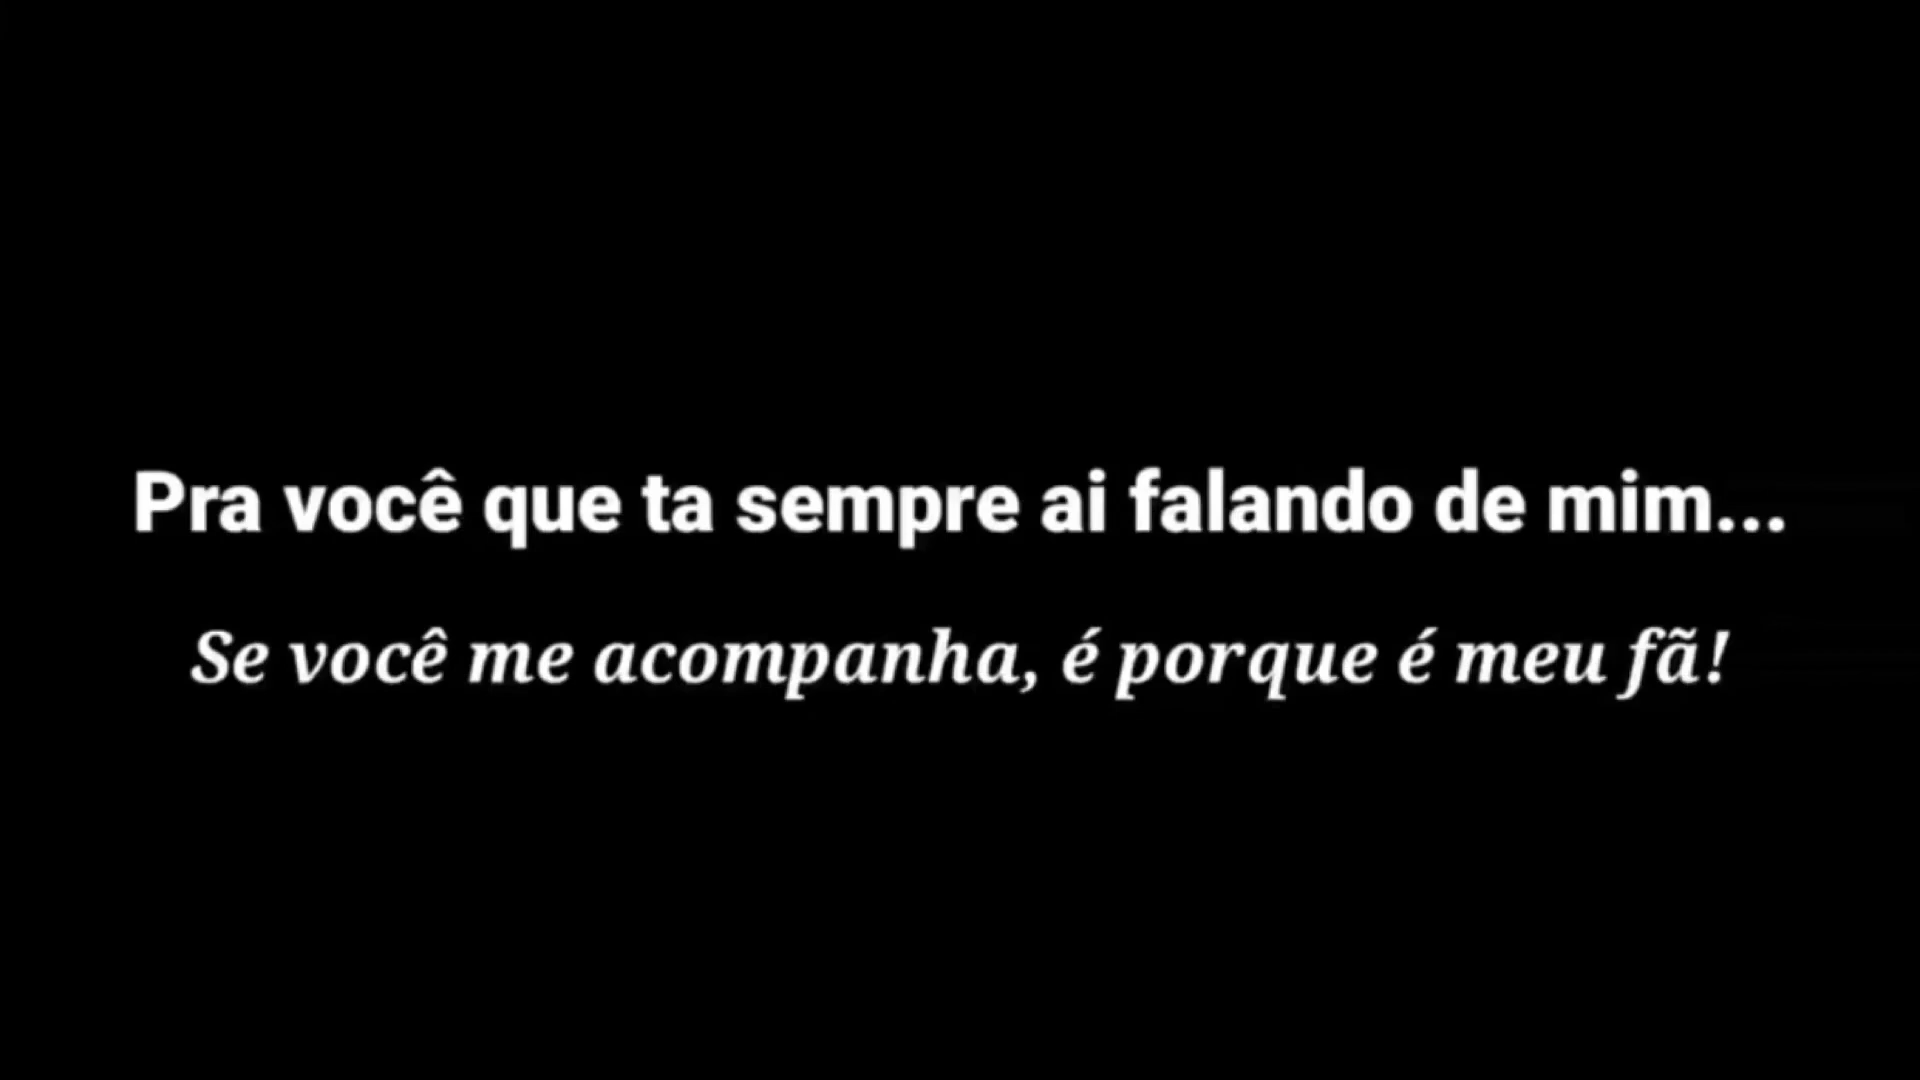 Pra você que ta sempre ai falando de mim...
Se você me acompanha, é porque é meu fã!